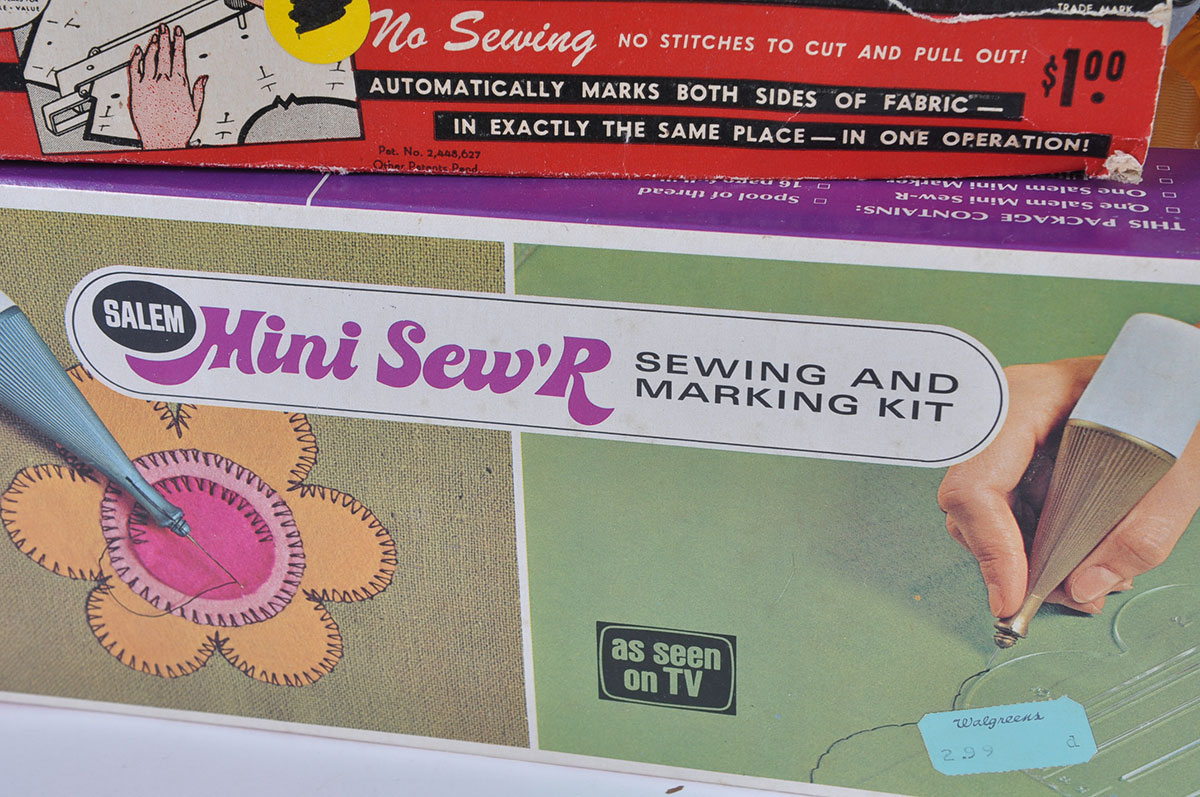 VALUE
TRADE MARK
No Sewing NO STITCHES TO CUT AND PULL OUT!
$1.00
AUTOMATICALLY MARKS BOTH SIDES OF FABRIC —
IN EXACTLY THE SAME PLACE — IN ONE OPERATION!
Pat. No. 2,448,627
Other Patents Pend.
THIS PACKAGE CONTAINS:
One Salem Mini Sew-R
One Salem Mini Marker
Spool of thread
16 page
SALEM
Mini Sew'R
SEWING AND
MARKING KIT
as seen
on TV
Walgreens
2.99 d